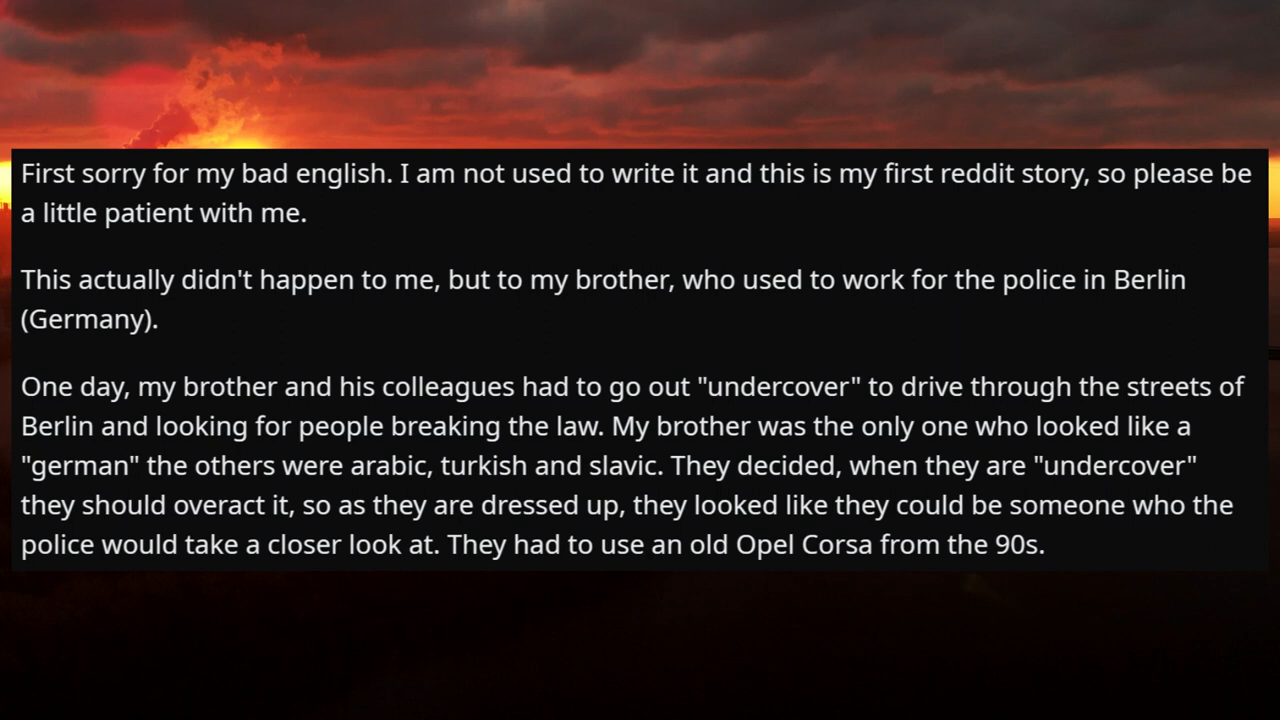 First sorry for my bad english. I am not used to write it and this is my first reddit story, so please be
a little patient with me.
This actually didn't happen to me, but to my brother, who used to work for the police in Berlin
(Germany).
One day, my brother and his colleagues had to go out "undercover" to drive through the streets of
Berlin and looking for people breaking the law. My brother was the only one who looked like a
"german" the others were arabic, turkish and slavic. They decided, when they are "undercover"
they should overact it, so as they are dressed up, they looked like they could be someone who the
police would take a closer look at. They had to use an old Opel Corsa from the 90s.